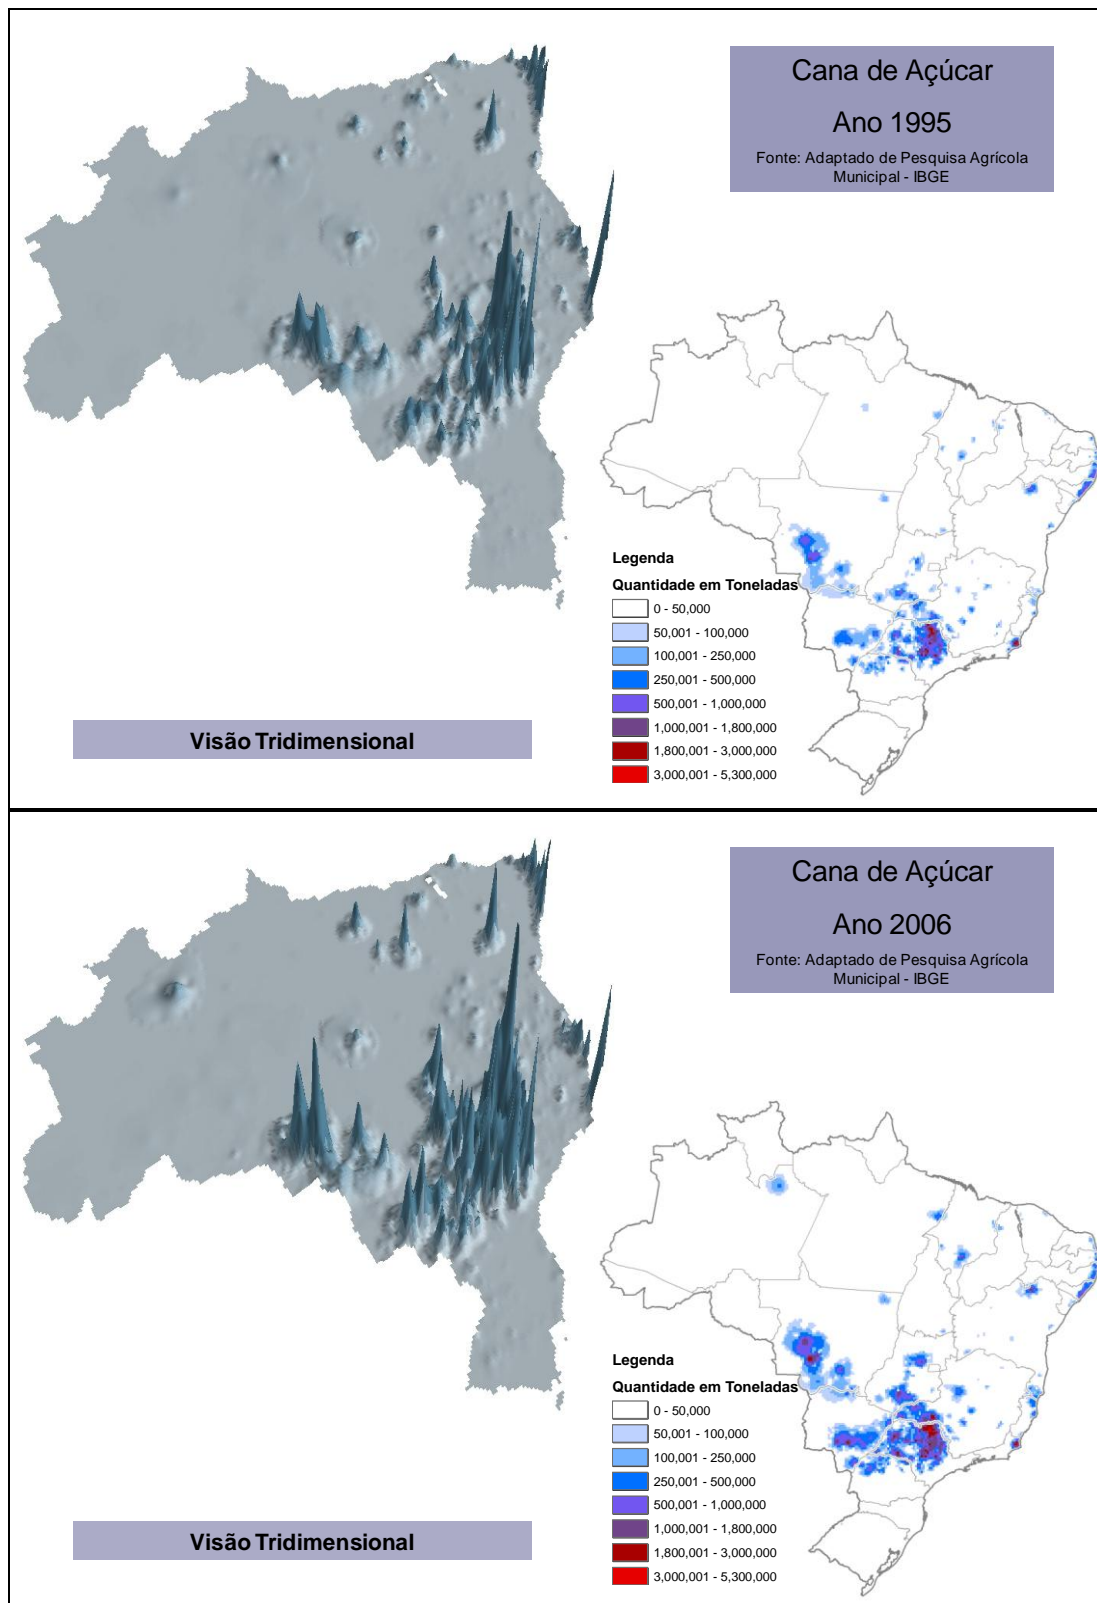 Cana de Açúcar
Ano 1995
Fonte: Adaptado de Pesquisa Agrícola
Municipal - IBGE
Legenda
Quantidade em Toneladas
0 - 50,000
50,001 - 100,000
100,001 - 250,000
250,001 - 500,000
500,001 - 1,000,000
1,000,001 - 1,800,000
1,800,001 - 3,000,000
3,000,001 - 5,300,000
Visão Tridimensional
Cana de Açúcar
Ano 2006
Fonte: Adaptado de Pesquisa Agrícola
Municipal - IBGE
Legenda
Quantidade em Toneladas
0 - 50,000
50,001 - 100,000
100,001 - 250,000
250,001 - 500,000
500,001 - 1,000,000
1,000,001 - 1,800,000
1,800,001 - 3,000,000
3,000,001 - 5,300,000
Visão Tridimensional